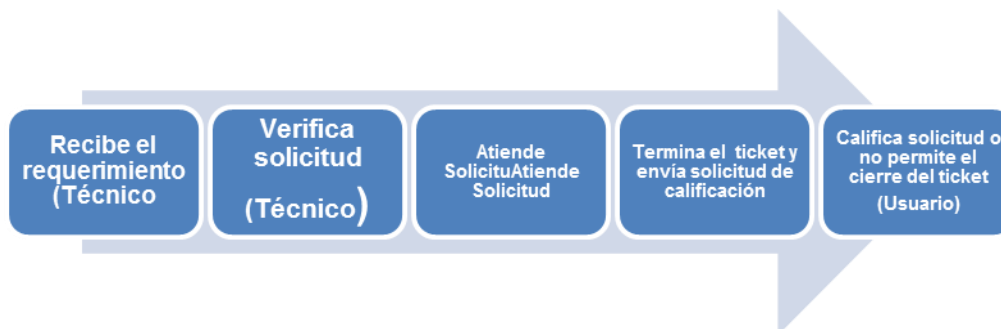 Recibe el
requerimiento
(Técnico
Verifica
solicitud
(Técnico)
Atiende
SolicituAtiende
Solicitud
Termina el ticket y
envía solicitud de
calificación
Califica solicitud o
no permite el
cierre del ticket
(Usuario)